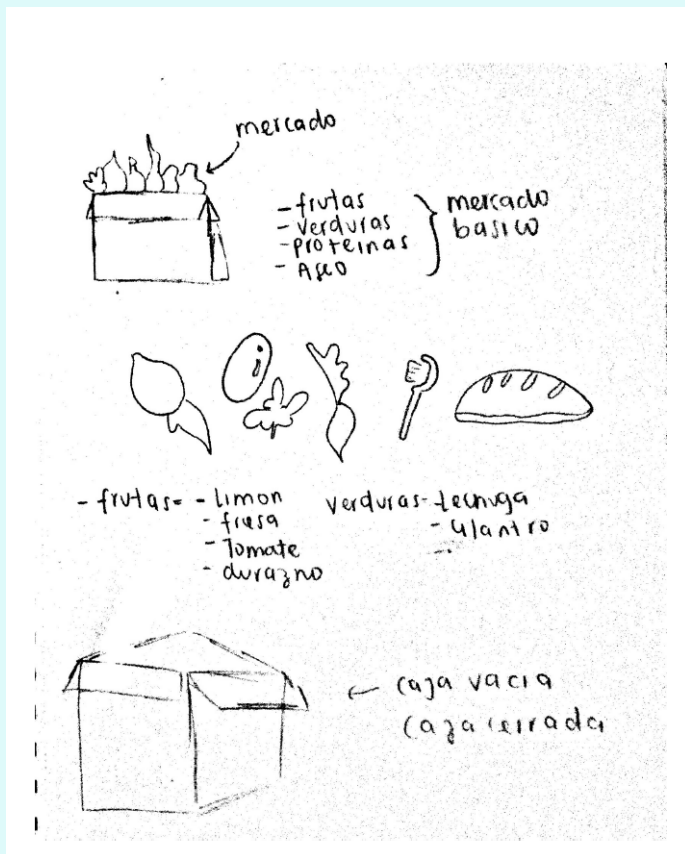 mercado
- frutas
- verduras
- proteinas
- Aseo
mercado
basico
- frutas= - limon
- fresa
- Tomate
- durazno
verduras- lechuga
- cilantro
caja vacia
caja cerrada